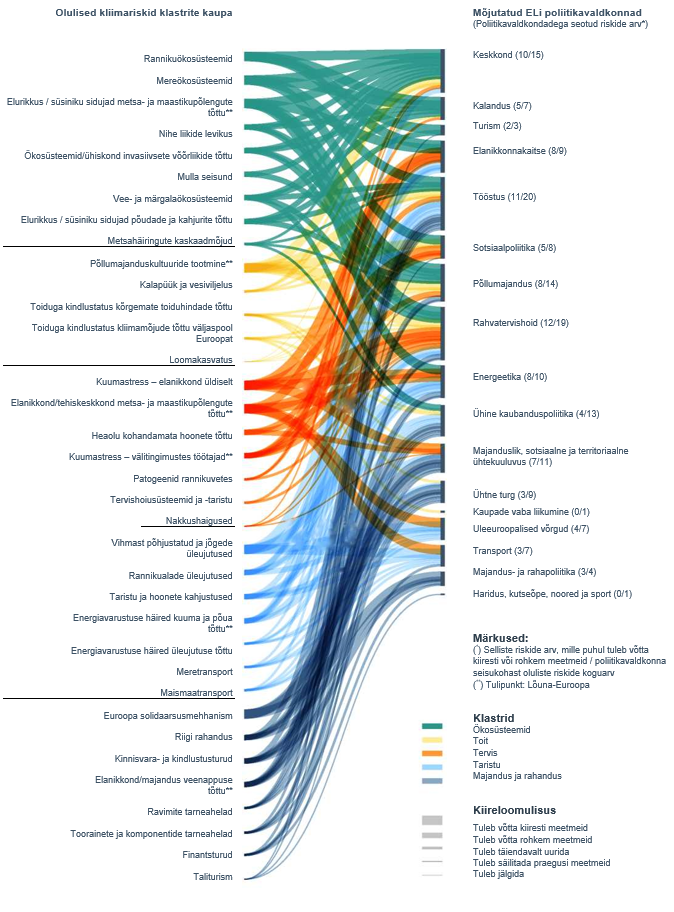 Olulised kliimariskid klastrite kaupa
Rannikuökosüsteemid
Mereökosüsteemid
Elurikkus / süsiniku sidujad metsa- ja maastikupõlengute
tõttu**
Nihe liikide levikus
Ökosüsteemid/ühiskond invasiivsete võõrliikide tõttu
Mulla seisund
Vee- ja märgalaökosüsteemid
Elurikkus / süsiniku sidujad põudade ja kahjurite tõttu
Metsahäiringute kaskaadmõjud
Põllumajanduskultuuride tootmine**
Kalapüük ja vesiviljelus
Toiduga kindlustatus kõrgemate toiduhindade tõttu
Toiduga kindlustatus kliimamõjude tõttu väljaspool
Euroopat
Loomakasvatus
Kuumastress – elanikkond üldiselt
Elanikkond/tehiskeskkond metsa- ja maastikupõlengute
tõttu**
Heaolu kohandamata hoonete tõttu
Kuumastress – välitingimustes töötajad**
Patogeenid rannikuvetes
Tervishoiusüsteemid ja -taristu
Nakkushaigused
Vihmast põhjustatud ja jõgede
üleujutused
Rannikualade üleujutused
Taristu ja hoonete kahjustused
Energiavarustuse häired kuuma ja põua
tõttu**
Energiavarustuse häired üleujutuse tõttu
Meretransport
Maismaatransport
Euroopa solidaarsusmehhanism
Riigi rahandus
Kinnisvara- ja kindlustusturud
Elanikkond/majandus veenappuse
tõttu**
Ravimite tarneahelad
Toorainete ja komponentide tarneahelad
Finantsturud
Taliturism
Mõjutatud ELi poliitikavaldkonnad
(Poliitikavaldkondadega seotud riskide arv*)
Keskkond (10/15)
Kalandus (5/7)
Turism (2/3)
Elanikkonnakaitse (8/9)
Tööstus (11/20)
Sotsiaalpoliitika (5/8)
Põllumajandus (8/14)
Rahvatervishoid (12/19)
Energeetika (8/10)
Ühine kaubanduspoliitika (4/13)
Majanduslik, sotsiaalne ja territoriaalne
ühtekuuluvus (7/11)
Ühtne turg (3/9)
Kaupade vaba liikumine (0/1)
Uleeuroopalised võrgud (4/7)
Transport (3/7)
Majandus- ja rahapoliitika (3/4)
Haridus, kutseõpe, noored ja sport (0/1)
Märkused:
(*) Selliste riskide arv, mille puhul tuleb võtta
kiiresti või rohkem meetmeid / poliitikavaldkonna
seisukohast oluliste riskide koguarv
(**) Tulipunkt: Lõuna-Euroopa
Klastrid
Ökosüsteemid
Toit
Tervis
Taristu
Majandus ja rahandus
Kiireloomulisus
Tuleb võtta kiiresti meetmeid
Tuleb võtta rohkem meetmeid
Tuleb täiendavalt uurida
Tuleb säilitada praegusi meetmeid
Tuleb jälgida